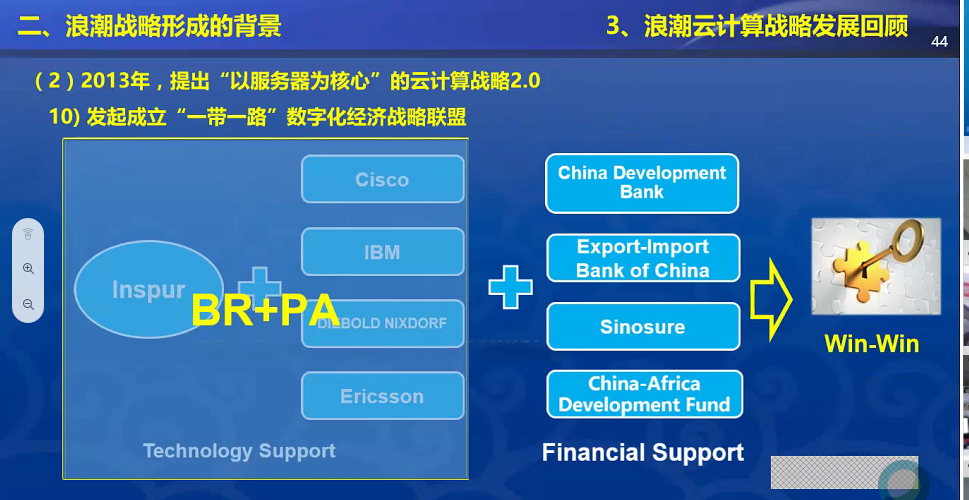 二、浪潮战略形成的背景
3、浪潮云计算战略发展回顾
44
（2）2013年，提出“以服务器为核心”的云计算战略2.0
10) 发起成立“一带一路”数字化经济战略联盟
Inspur
BR+PA
Cisco
IBM
DIEBOLD NIXDORF
Ericsson
Technology Support
China Development
Bank
Export-Import
Bank of China
Sinosure
China-Africa
Development Fund
Financial Support
Win-Win